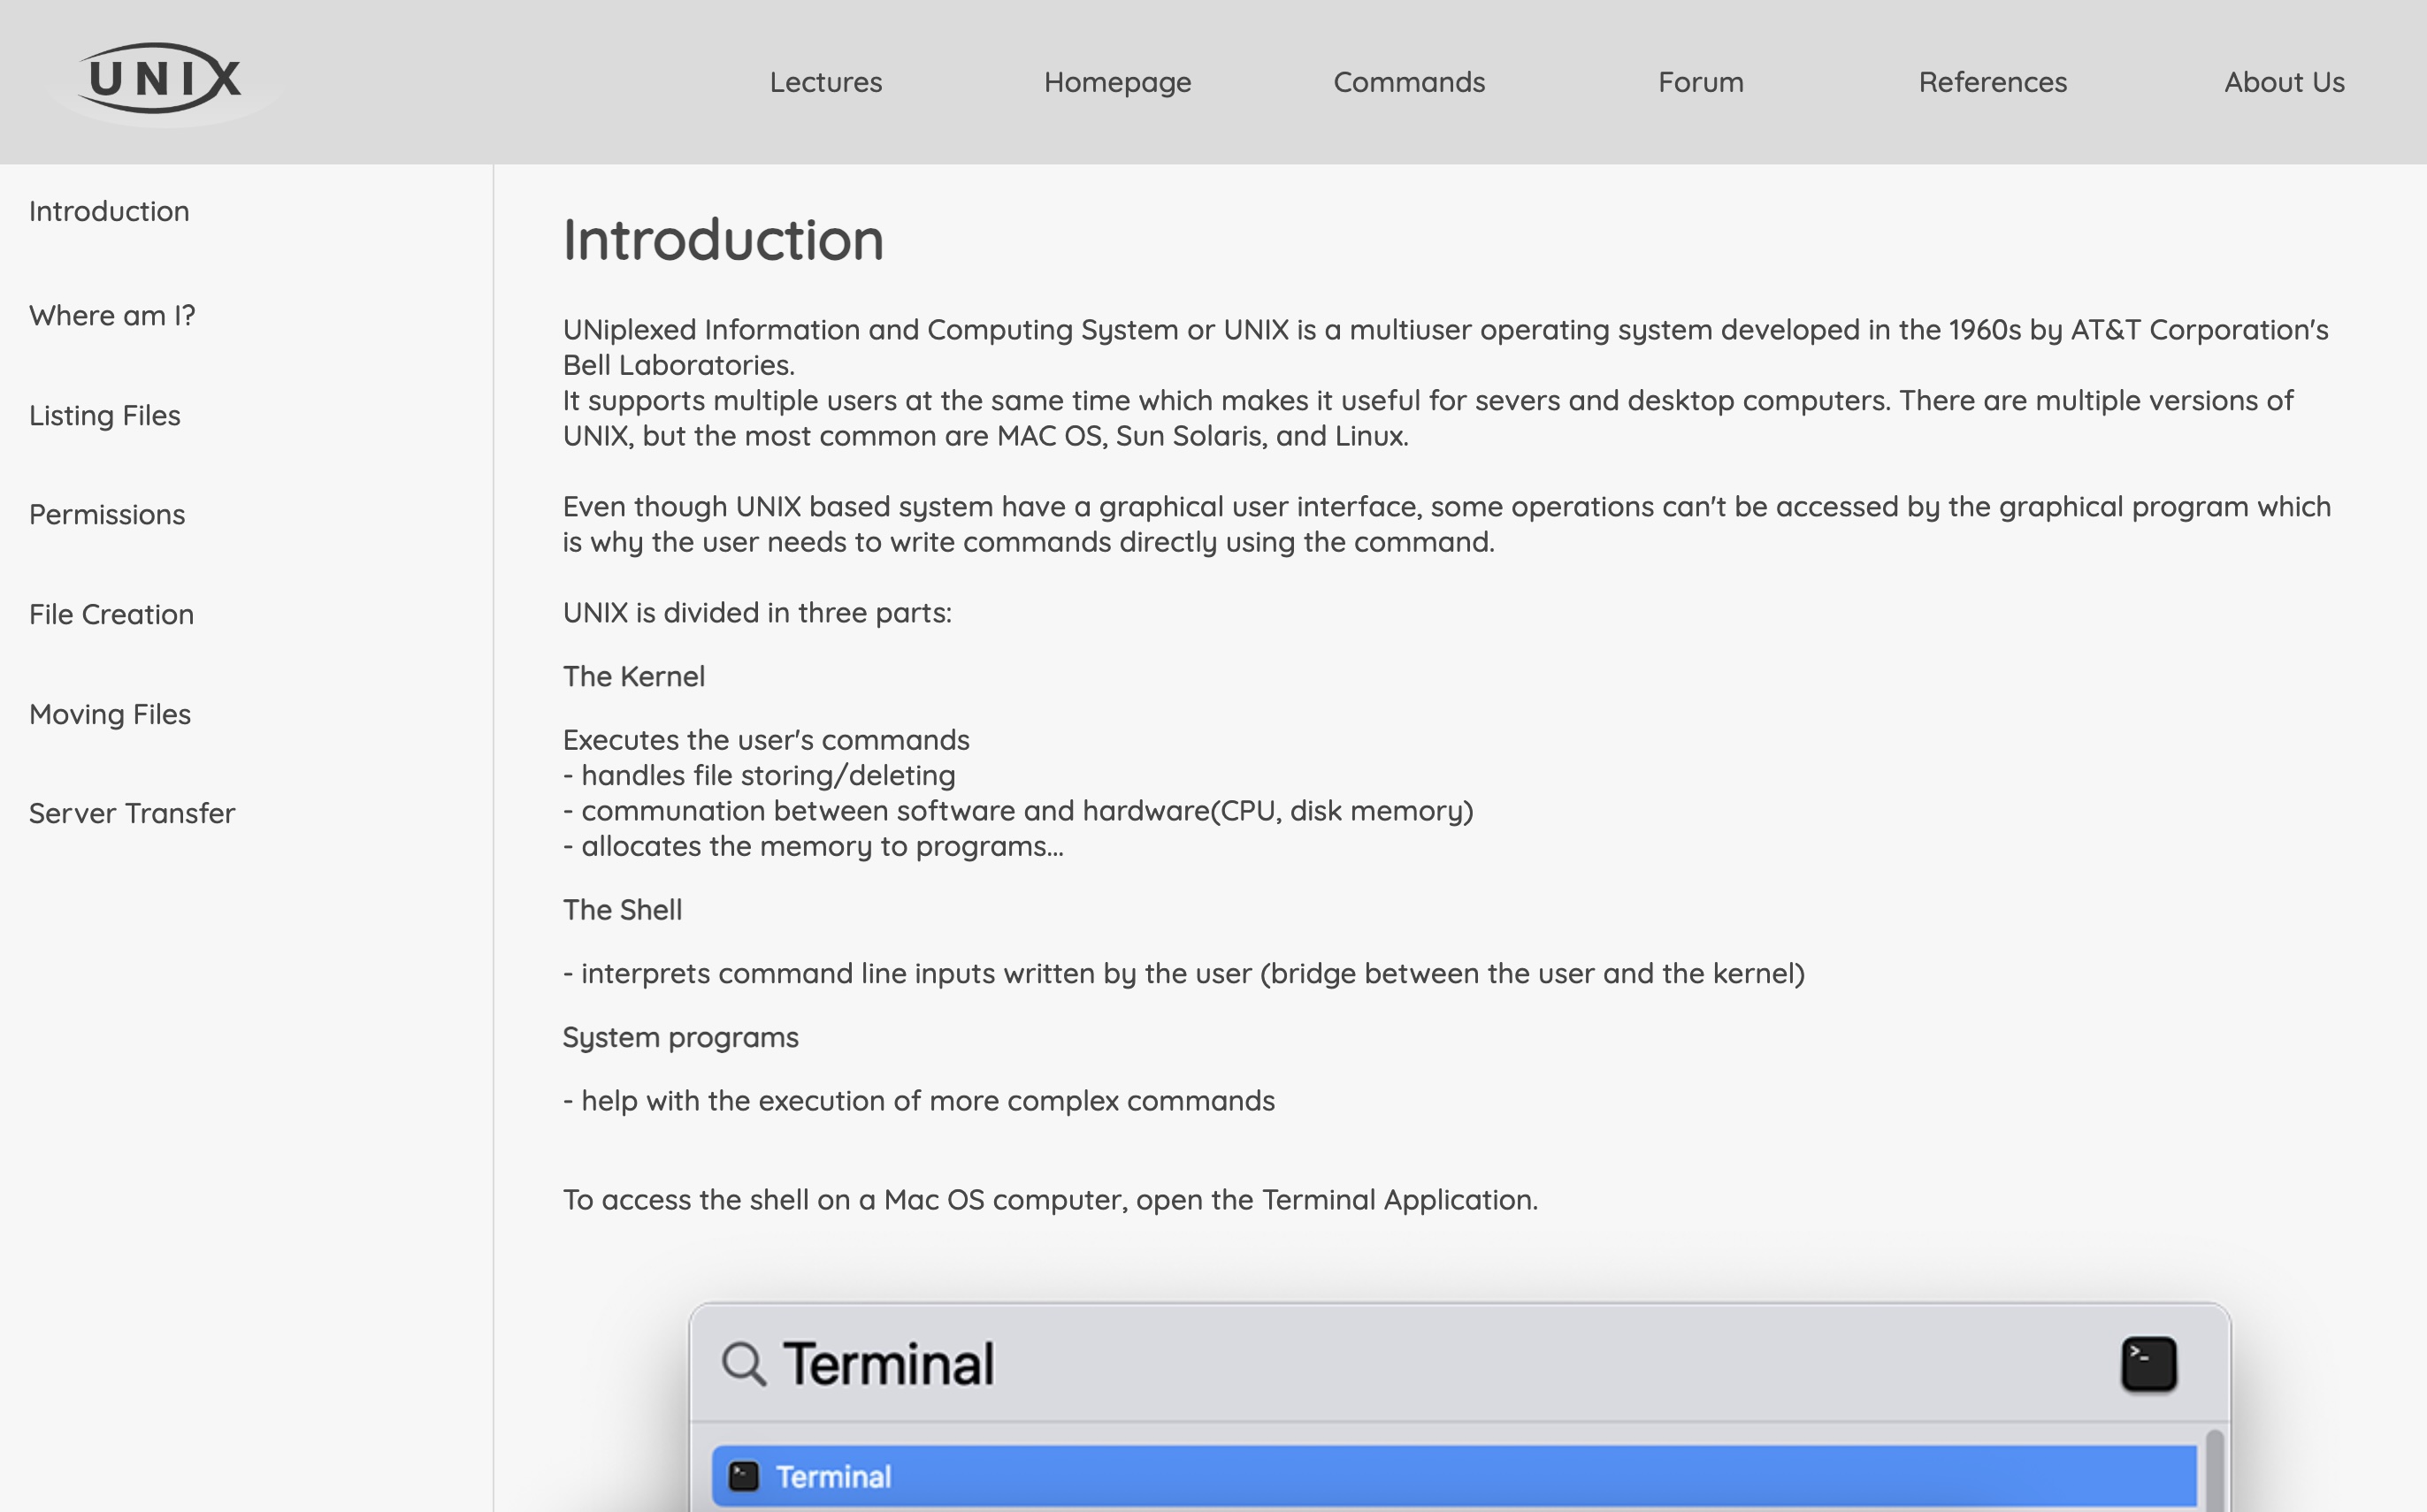 UNIX
Lectures
Homepage
Commands
Forum
References
About Us
Introduction
Where am I?
Listing Files
Permissions
File Creation
Moving Files
Server Transfer
Introduction
UNiplexed Information and Computing System or UNIX is a multiuser operating system developed in the 1960s by AT&T Corporation's
Bell Laboratories.
It supports multiple users at the same time which makes it useful for severs and desktop computers. There are multiple versions of
UNIX, but the most common are MAC OS, Sun Solaris, and Linux.
Even though UNIX based system have a graphical user interface, some operations can't be accessed by the graphical program which
is why the user needs to write commands directly using the command.
UNIX is divided in three parts:
The Kernel
Executes the user's commands
- handles file storing/deleting
- communation between software and hardware(CPU, disk memory)
- allocates the memory to programs...
The Shell
- interprets command line inputs written by the user (bridge between the user and the kernel)
System programs
- help with the execution of more complex commands
To access the shell on a Mac OS computer, open the Terminal Application.
Terminal
Terminal